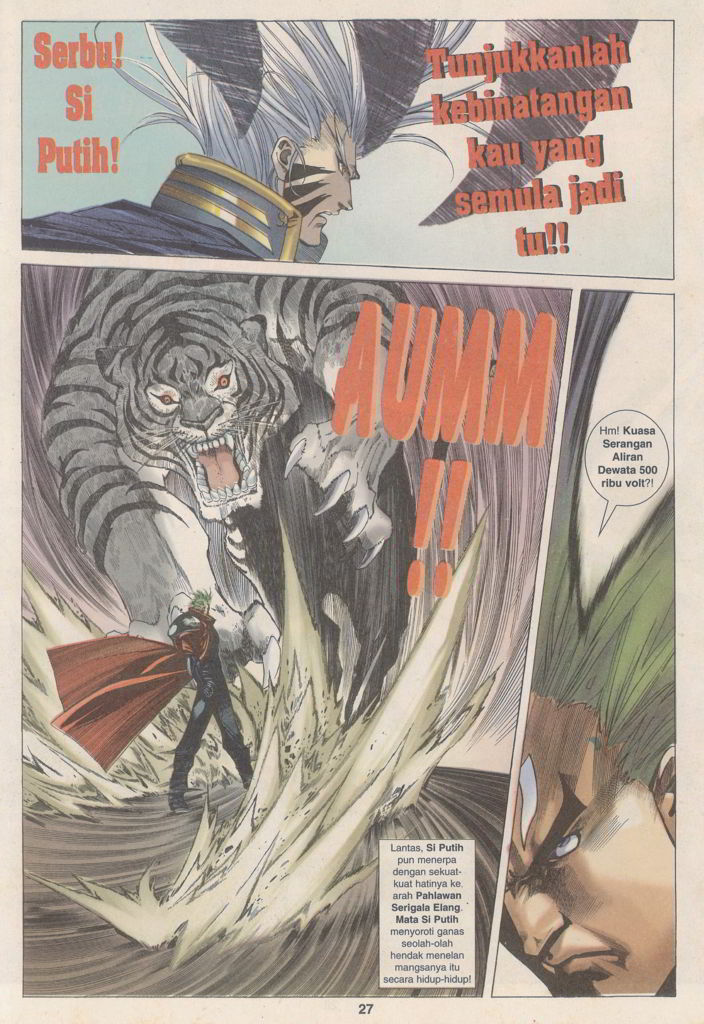 Serbu!
Si
Putih!
Tunjukkanlah
kebinatangan
kau yang
semula jadi
tu!!
AUMM
!!
Hm! Kuasa
Serangan
Aliran
Dewata 500
ribu volt?!
Lantas, Si Putih
pun menerpa
dengan sekuat-
kuat hatinya ke
arah Pahlawan
Serigala Elang.
Mata Si Putih
menyoroti ganas
seolah-olah
hendak menelan
mangsanya itu
secara hidup-hidup!
27